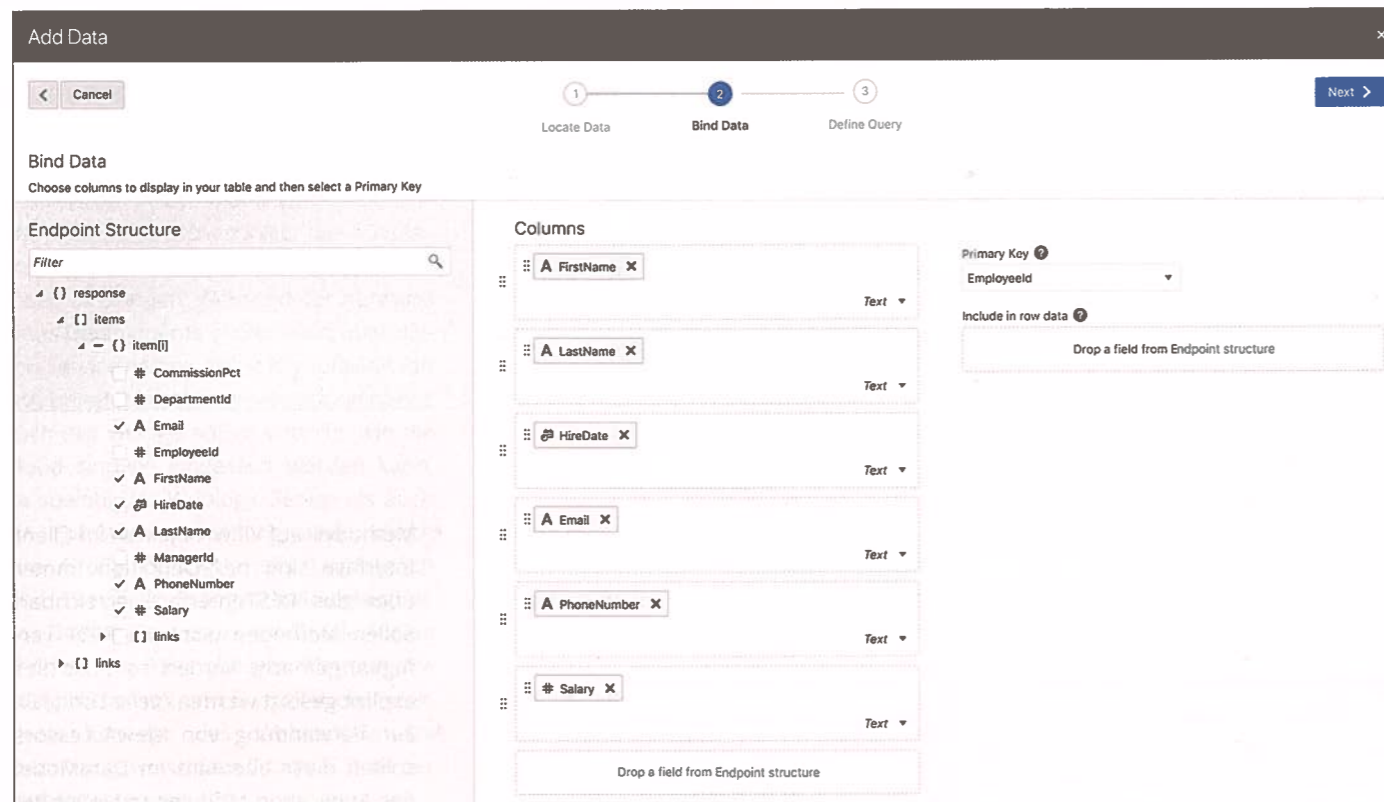 Add Data
×
Cancel
1
2
3
Next
Locate Data
Bind Data
Define Query
Bind Data
Choose columns to display in your table and then select a Primary Key
Endpoint Structure
Filter
{} response
[] items
{} item[i]
# CommissionPct
# DepartmentId
A Email
# EmployeeId
A FirstName
HireDate
A LastName
# ManagerId
A PhoneNumber
# Salary
[] links
[] links
Columns
A FirstName ×
Text
A LastName ×
Text
HireDate ×
Text
A Email ×
Text
A PhoneNumber ×
Text
# Salary ×
Text
Drop a field from Endpoint structure
Primary Key ?
EmployeeId
Include in row data ?
Drop a field from Endpoint structure